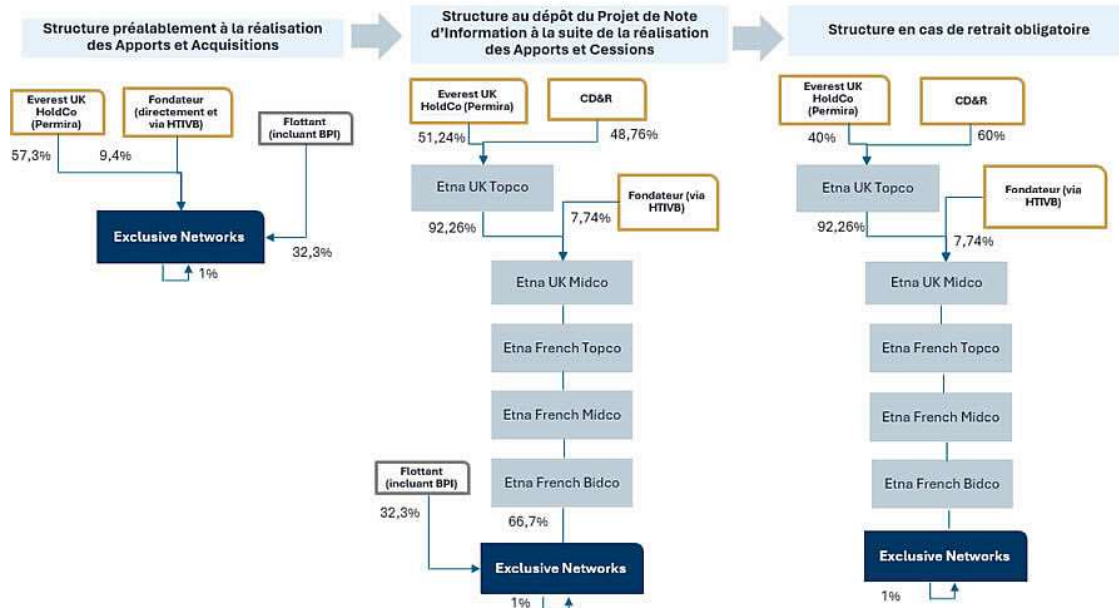 Structure préalablement à la réalisation
des Apports et Acquisitions
Structure au dépôt du Projet de Note
d'Information à la suite de la réalisation
des Apports et Cessions
Structure en cas de retrait obligatoire
Everest UK
HoldCo
(Permira)
Fondateur
(directement et
via HTIVB)
Flottant
(incluant BPI)
57,3%
9,4%
Exclusive Networks
32,3%
1%
Everest UK
HoldCo (Permira)
CD&R
51,24%
48,76%
Etna UK Topco
Fondateur (via
HTIVB)
92,26%
7,74%
Etna UK Midco
Etna French Topco
Etna French Midco
Flottant
(incluant BPI)
Etna French Bidco
32,3%
66,7%
Exclusive Networks
1%
Everest UK
HoldCo
(Permira)
CD&R
40%
60%
Etna UK Topco
Fondateur (via
HTIVB)
92,26%
7,74%
Etna UK Midco
Etna French Topco
Etna French Midco
Etna French Bidco
Exclusive Networks
1%